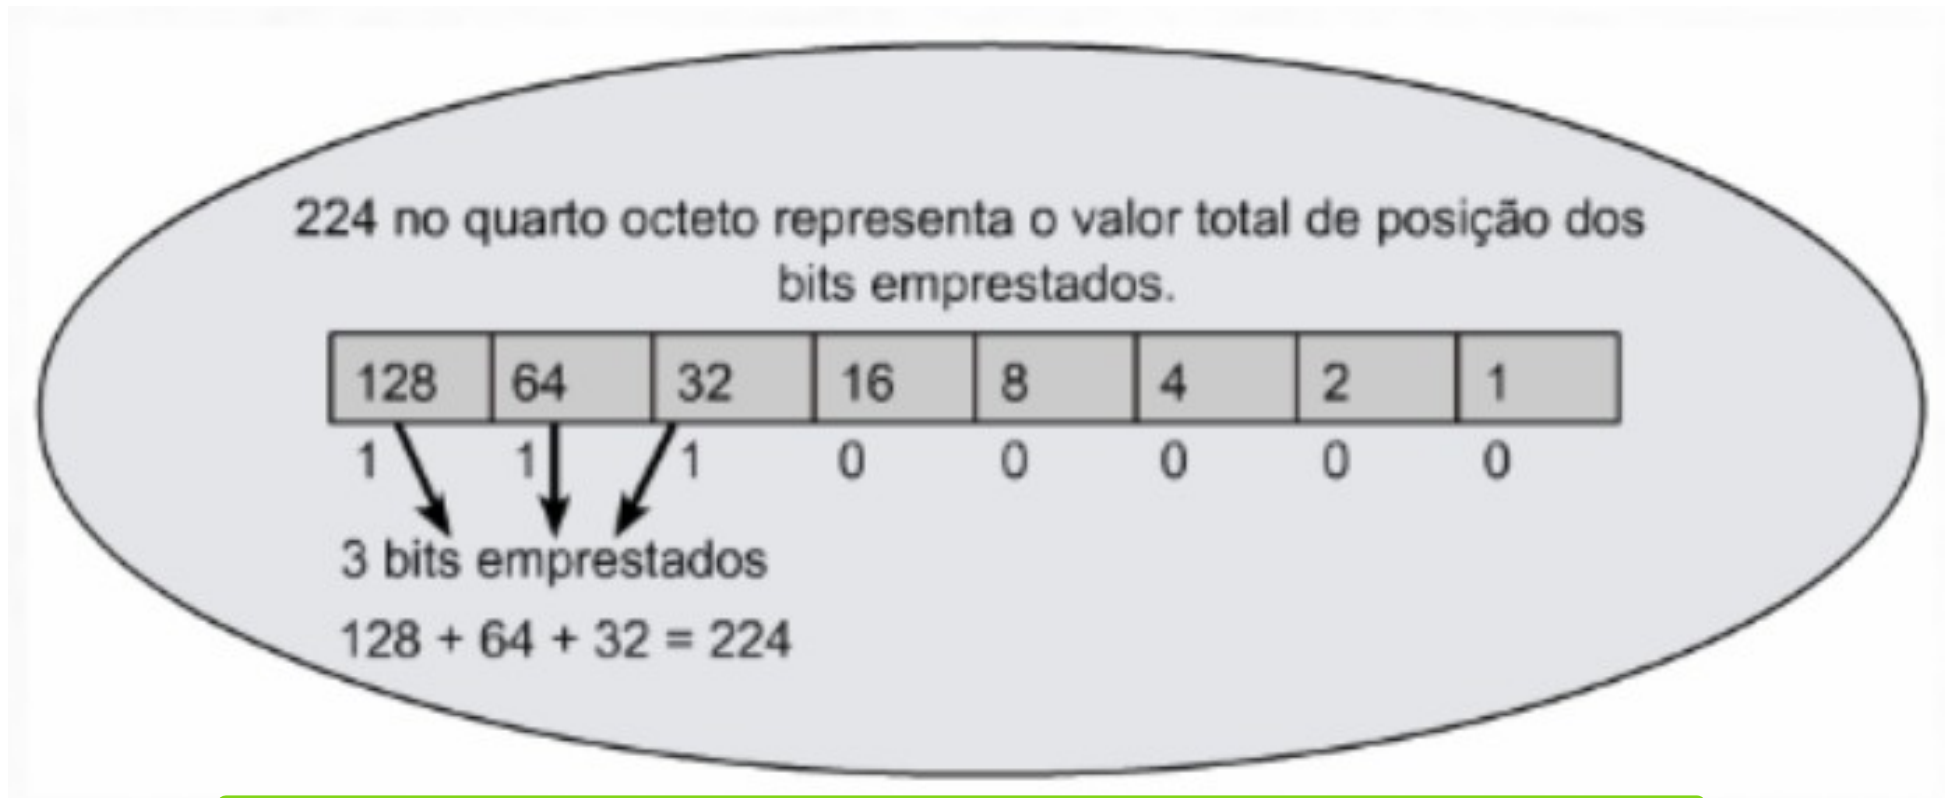 224 no quarto octeto representa o valor total de posição dos
bits emprestados.
128 64 32 16 8 4 2 1
1 1 1 0 0 0 0 0
3 bits emprestados
128 + 64 + 32 = 224